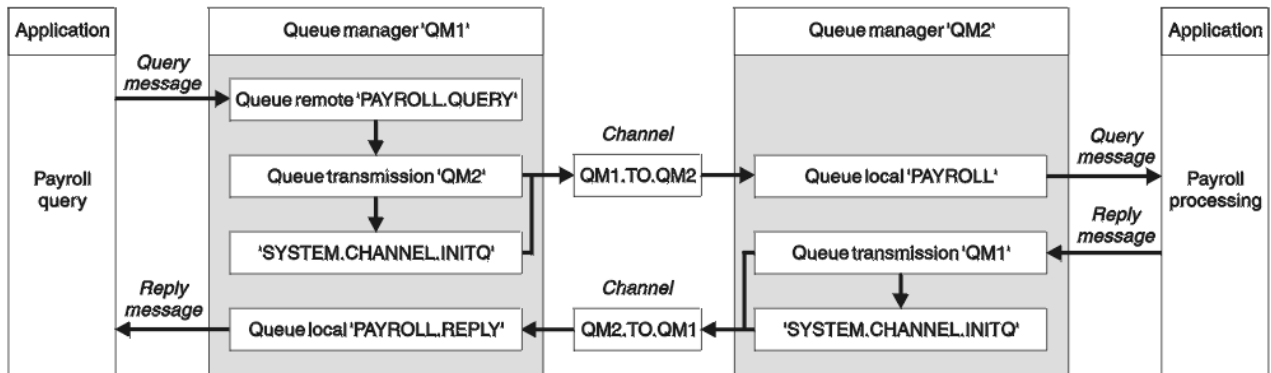 Application
Queue manager 'QM1'
Queue manager 'QM2'
Application
Query
message
Queue remote 'PAYROLL.QUERY'
Channel
Query
message
Payroll
query
Queue transmission 'QM2'
QM1.TO.QM2
Queue local 'PAYROLL'
Payroll
processing
Reply
message
'SYSTEM.CHANNEL.INITQ'
Queue transmission 'QM1'
Reply
message
Channel
Queue local 'PAYROLL.REPLY'
QM2.TO.QM1
'SYSTEM.CHANNEL.INITQ'